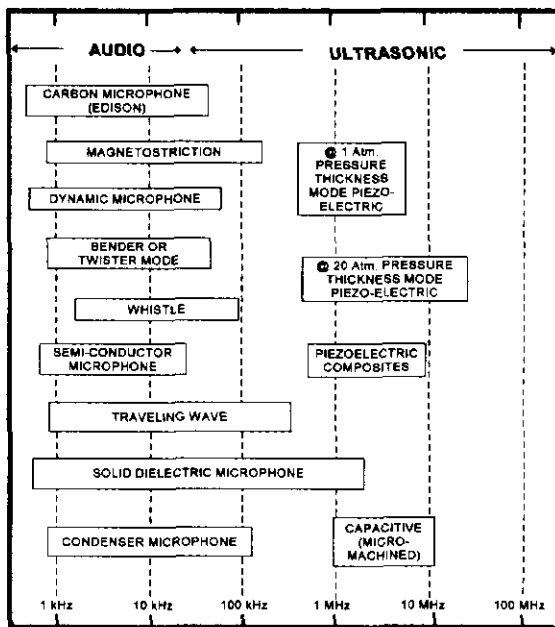 AUDIO
ULTRASONIC
CARBON MICROPHONE
(EDISON)
MAGNETOSTRICTION
@ 1 Atm.
PRESSURE
THICKNESS
MODE PIEZO-
ELECTRIC
DYNAMIC MICROPHONE
BENDER OR
TWISTER MODE
@ 20 Atm. PRESSURE
THICKNESS MODE
PIEZO-ELECTRIC
WHISTLE
SEMI-CONDUCTOR
MICROPHONE
PIEZOELECTRIC
COMPOSITES
TRAVELING WAVE
SOLID DIELECTRIC MICROPHONE
CONDENSER MICROPHONE
CAPACITIVE
(MICRO-
MACHINED)
1 kHz 10 kHz 100 kHz 1 MHz 10 MHz 100 MHz